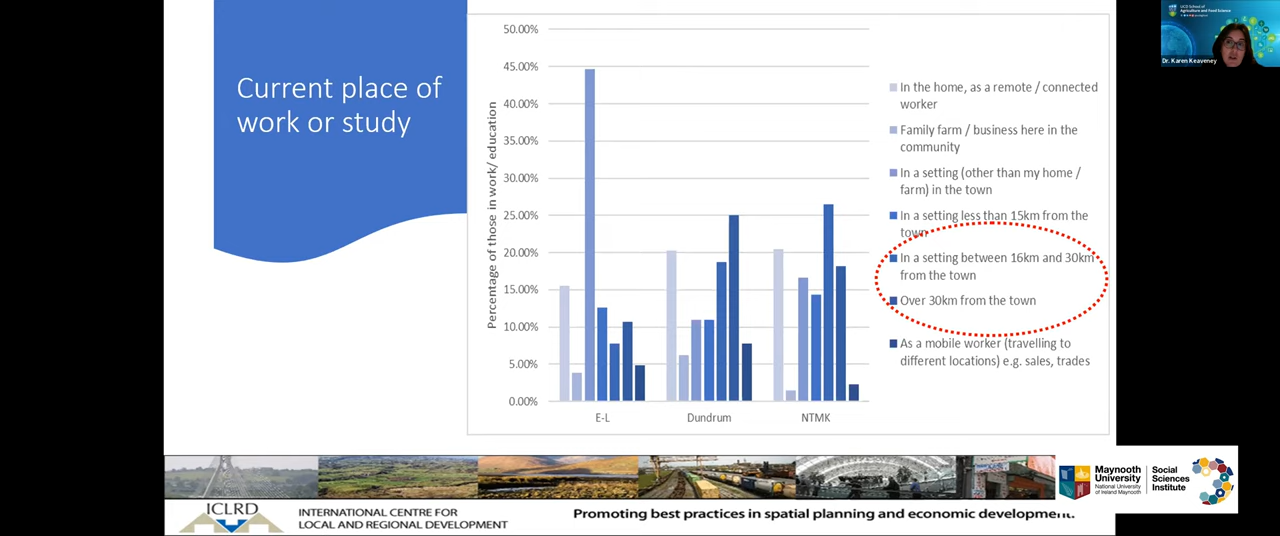 Current place of
work or study
Percentage of those in work/ education
50.00%
45.00%
40.00%
35.00%
30.00%
25.00%
20.00%
15.00%
10.00%
5.00%
0.00%
E-L
Dundrum
NTMK
In the home, as a remote / connected
worker
Family farm / business here in the
community
In a setting (other than my home /
farm) in the town
In a setting less than 15km from the
town
In a setting between 16km and 30km
from the town
Over 30km from the town
As a mobile worker (travelling to
different locations) e.g. sales, trades
UCD School of
Agriculture and Food Science
Dr. Karen Keaveney
ICLRD
INTERNATIONAL CENTRE FOR
LOCAL AND REGIONAL DEVELOPMENT
Promoting best practices in spatial planning and economic development.
Maynooth
University
National University
of Ireland Maynooth
Social
Sciences
Institute